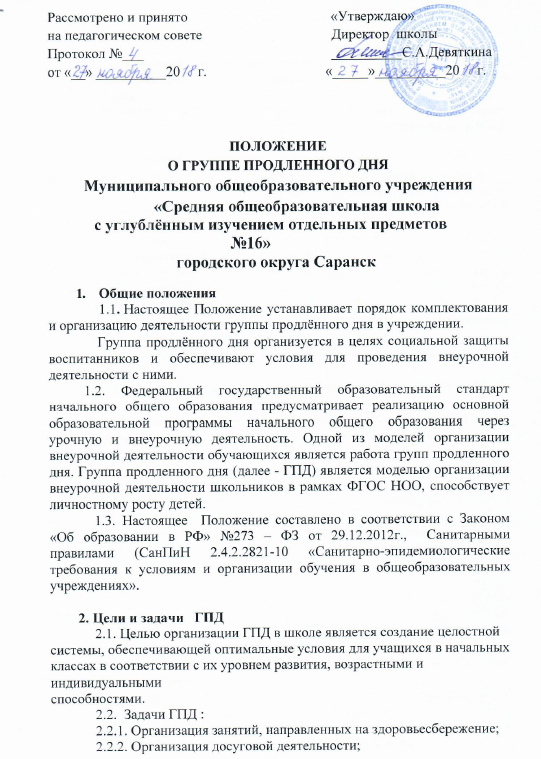 Рассмотрено и принято
на педагогическом совете
Протокол № 4
от «27» ноября 2018 г.
«Утверждаю»
Директор школы
Е.Л.Девяткина
« 27 » ноября 2018 г.
ПОЛОЖЕНИЕ
О ГРУППЕ ПРОДЛЕННОГО ДНЯ
Муниципального общеобразовательного учреждения
«Средняя общеобразовательная школа
с углублённым изучением отдельных предметов
№16»
городского округа Саранск
1. Общие положения
1.1. Настоящее Положение устанавливает порядок комплектования
и организацию деятельности группы продлённого дня в учреждении.
Группа продлённого дня организуется в целях социальной защиты
воспитанников и обеспечивают условия для проведения внеурочной
деятельности с ними.
1.2. Федеральный государственный образовательный стандарт
начального общего образования предусматривает реализацию основной
образовательной программы начального общего образования через
урочную и внеурочную деятельность. Одной из моделей организации
внеурочной деятельности обучающихся является работа групп продленного
дня. Группа продленного дня (далее - ГПД) является моделью организации
внеурочной деятельности школьников в рамках ФГОС НОО, способствует
личностному росту детей.
1.3. Настоящее Положение составлено в соответствии с Законом
«Об образовании в РФ» №273 – ФЗ от 29.12.2012г., Санитарными
правилами (СанПиН 2.4.2.2821-10 «Санитарно-эпидемиологические
требования к условиям и организации обучения в общеобразовательных
учреждениях».
2. Цели и задачи ГПД
2.1. Целью организации ГПД в школе является создание целостной
системы, обеспечивающей оптимальные условия для учащихся в начальных
классах в соответствии с их уровнем развития, возрастными и
индивидуальными
способностями.
2.2. Задачи ГПД :
2.2.1. Организация занятий, направленных на здоровьесбережение;
2.2.2. Организация досуговой деятельности;